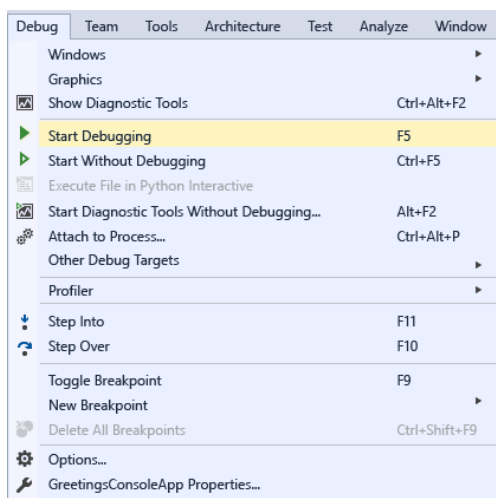 Debug Team Tools Architecture Test Analyze Window
Windows
Graphics
Show Diagnostic Tools Ctrl+Alt+F2
Start Debugging F5
Start Without Debugging Ctrl+F5
Execute File in Python Interactive
Start Diagnostic Tools Without Debugging... Alt+F2
Attach to Process... Ctrl+Alt+P
Other Debug Targets
Profiler
Step Into F11
Step Over F10
Toggle Breakpoint F9
New Breakpoint
Delete All Breakpoints Ctrl+Shift+F9
Options...
GreetingsConsoleApp Properties...